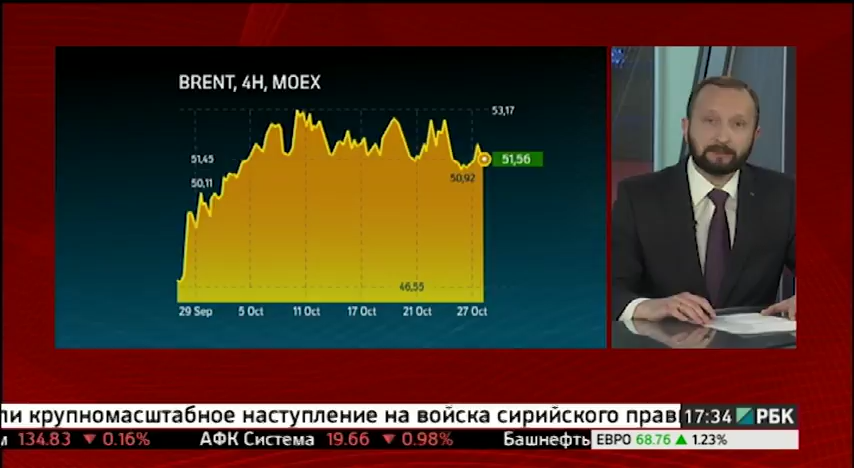 BRENT, 4H, MOEX
53,17
51,45
51,56
50,11
50,92
46,55
29 Sep 5 Oct 11 Oct 17 Oct 21 Oct 27 Oct
ли крупномасштабное наступление на войска сирийского прав 17:34 РБК
м 134.83 ▼ 0.16% АФК Система 19.66 ▼ 0.98% Башнефть ЕВРО 68.76 ▲ 1.23%